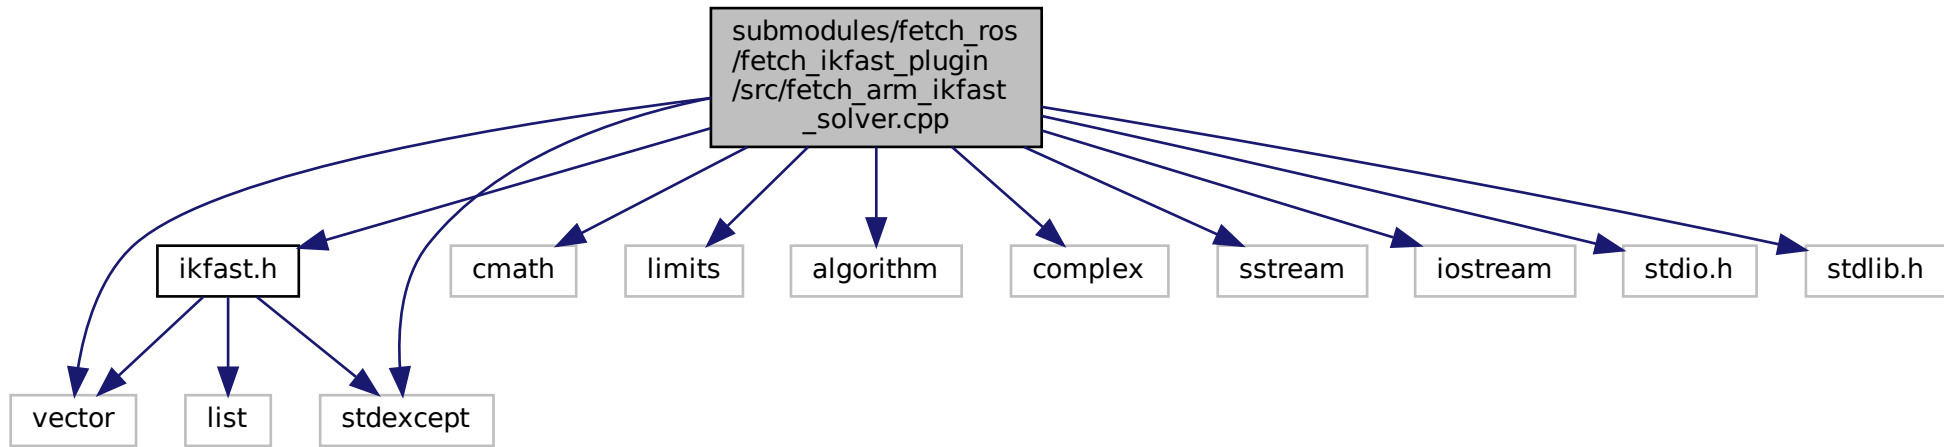 submodules/fetch_ros
/fetch_ikfast_plugin
/src/fetch_arm_ikfast
_solver.cpp
ikfast.h
cmath
limits
algorithm
complex
sstream
iostream
stdio.h
stdlib.h
vector
list
stdexcept